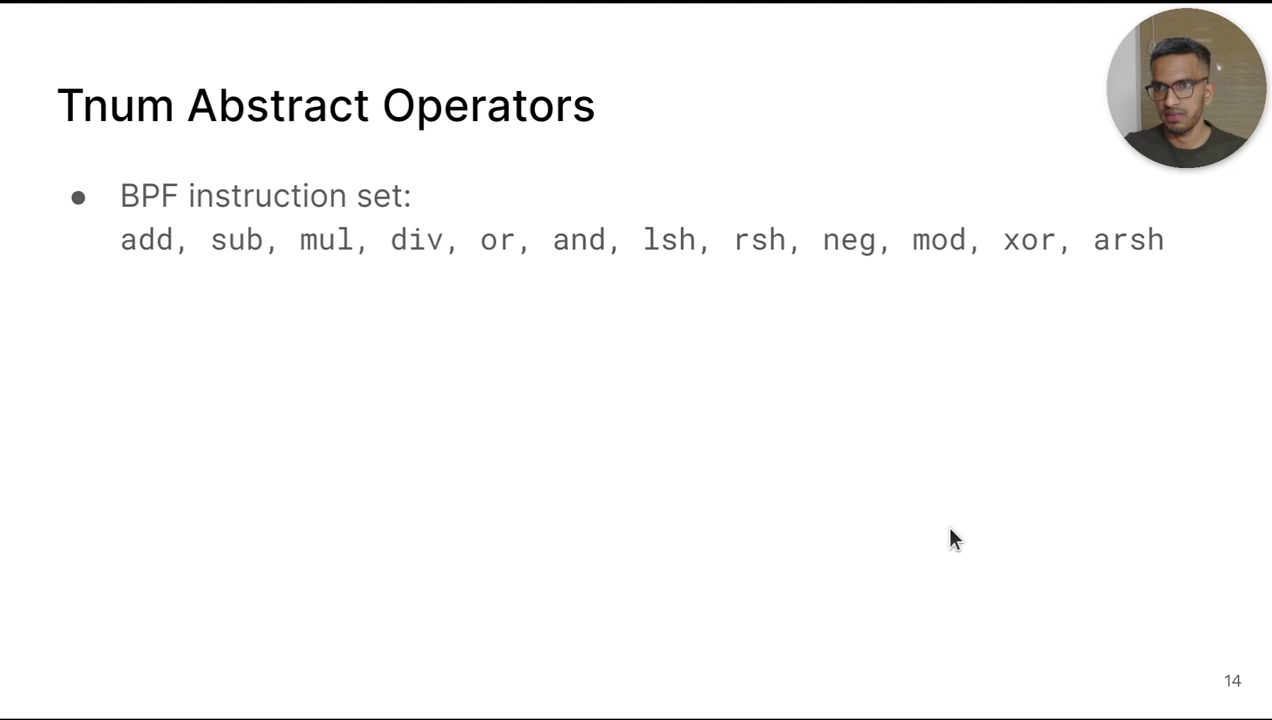 Tnum Abstract Operators
● BPF instruction set:
add, sub, mul, div, or, and, lsh, rsh, neg, mod, xor, arsh
14